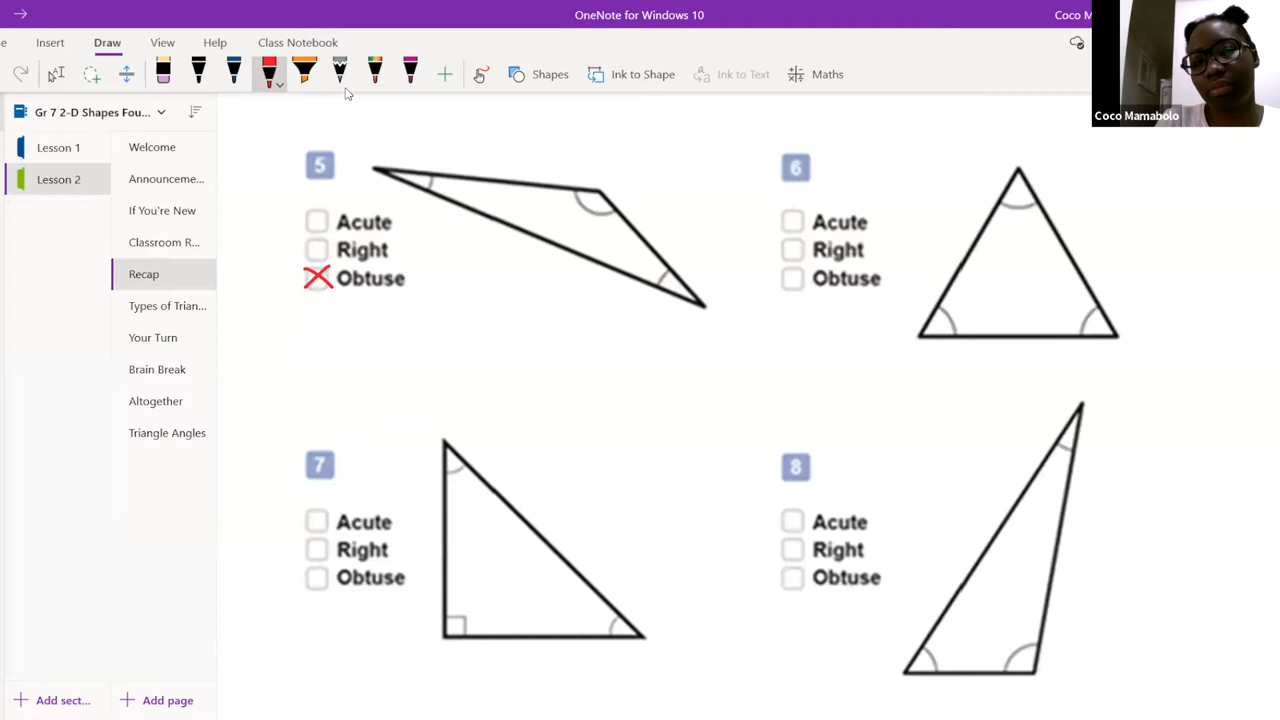 OneNote for Windows 10
Coco M
Insert
Draw
View
Help
Class Notebook
Shapes
Ink to Shape
Ink to Text
Maths
Coco Mamabolo
Gr 7 2-D Shapes Fou...
Lesson 1
Lesson 2
Welcome
Announceme...
If You're New
Classroom R...
Recap
Types of Trian...
Your Turn
Brain Break
Altogether
Triangle Angles
5
Acute
Right
Obtuse
6
Acute
Right
Obtuse
7
Acute
Right
Obtuse
8
Acute
Right
Obtuse
Add sect...
Add page